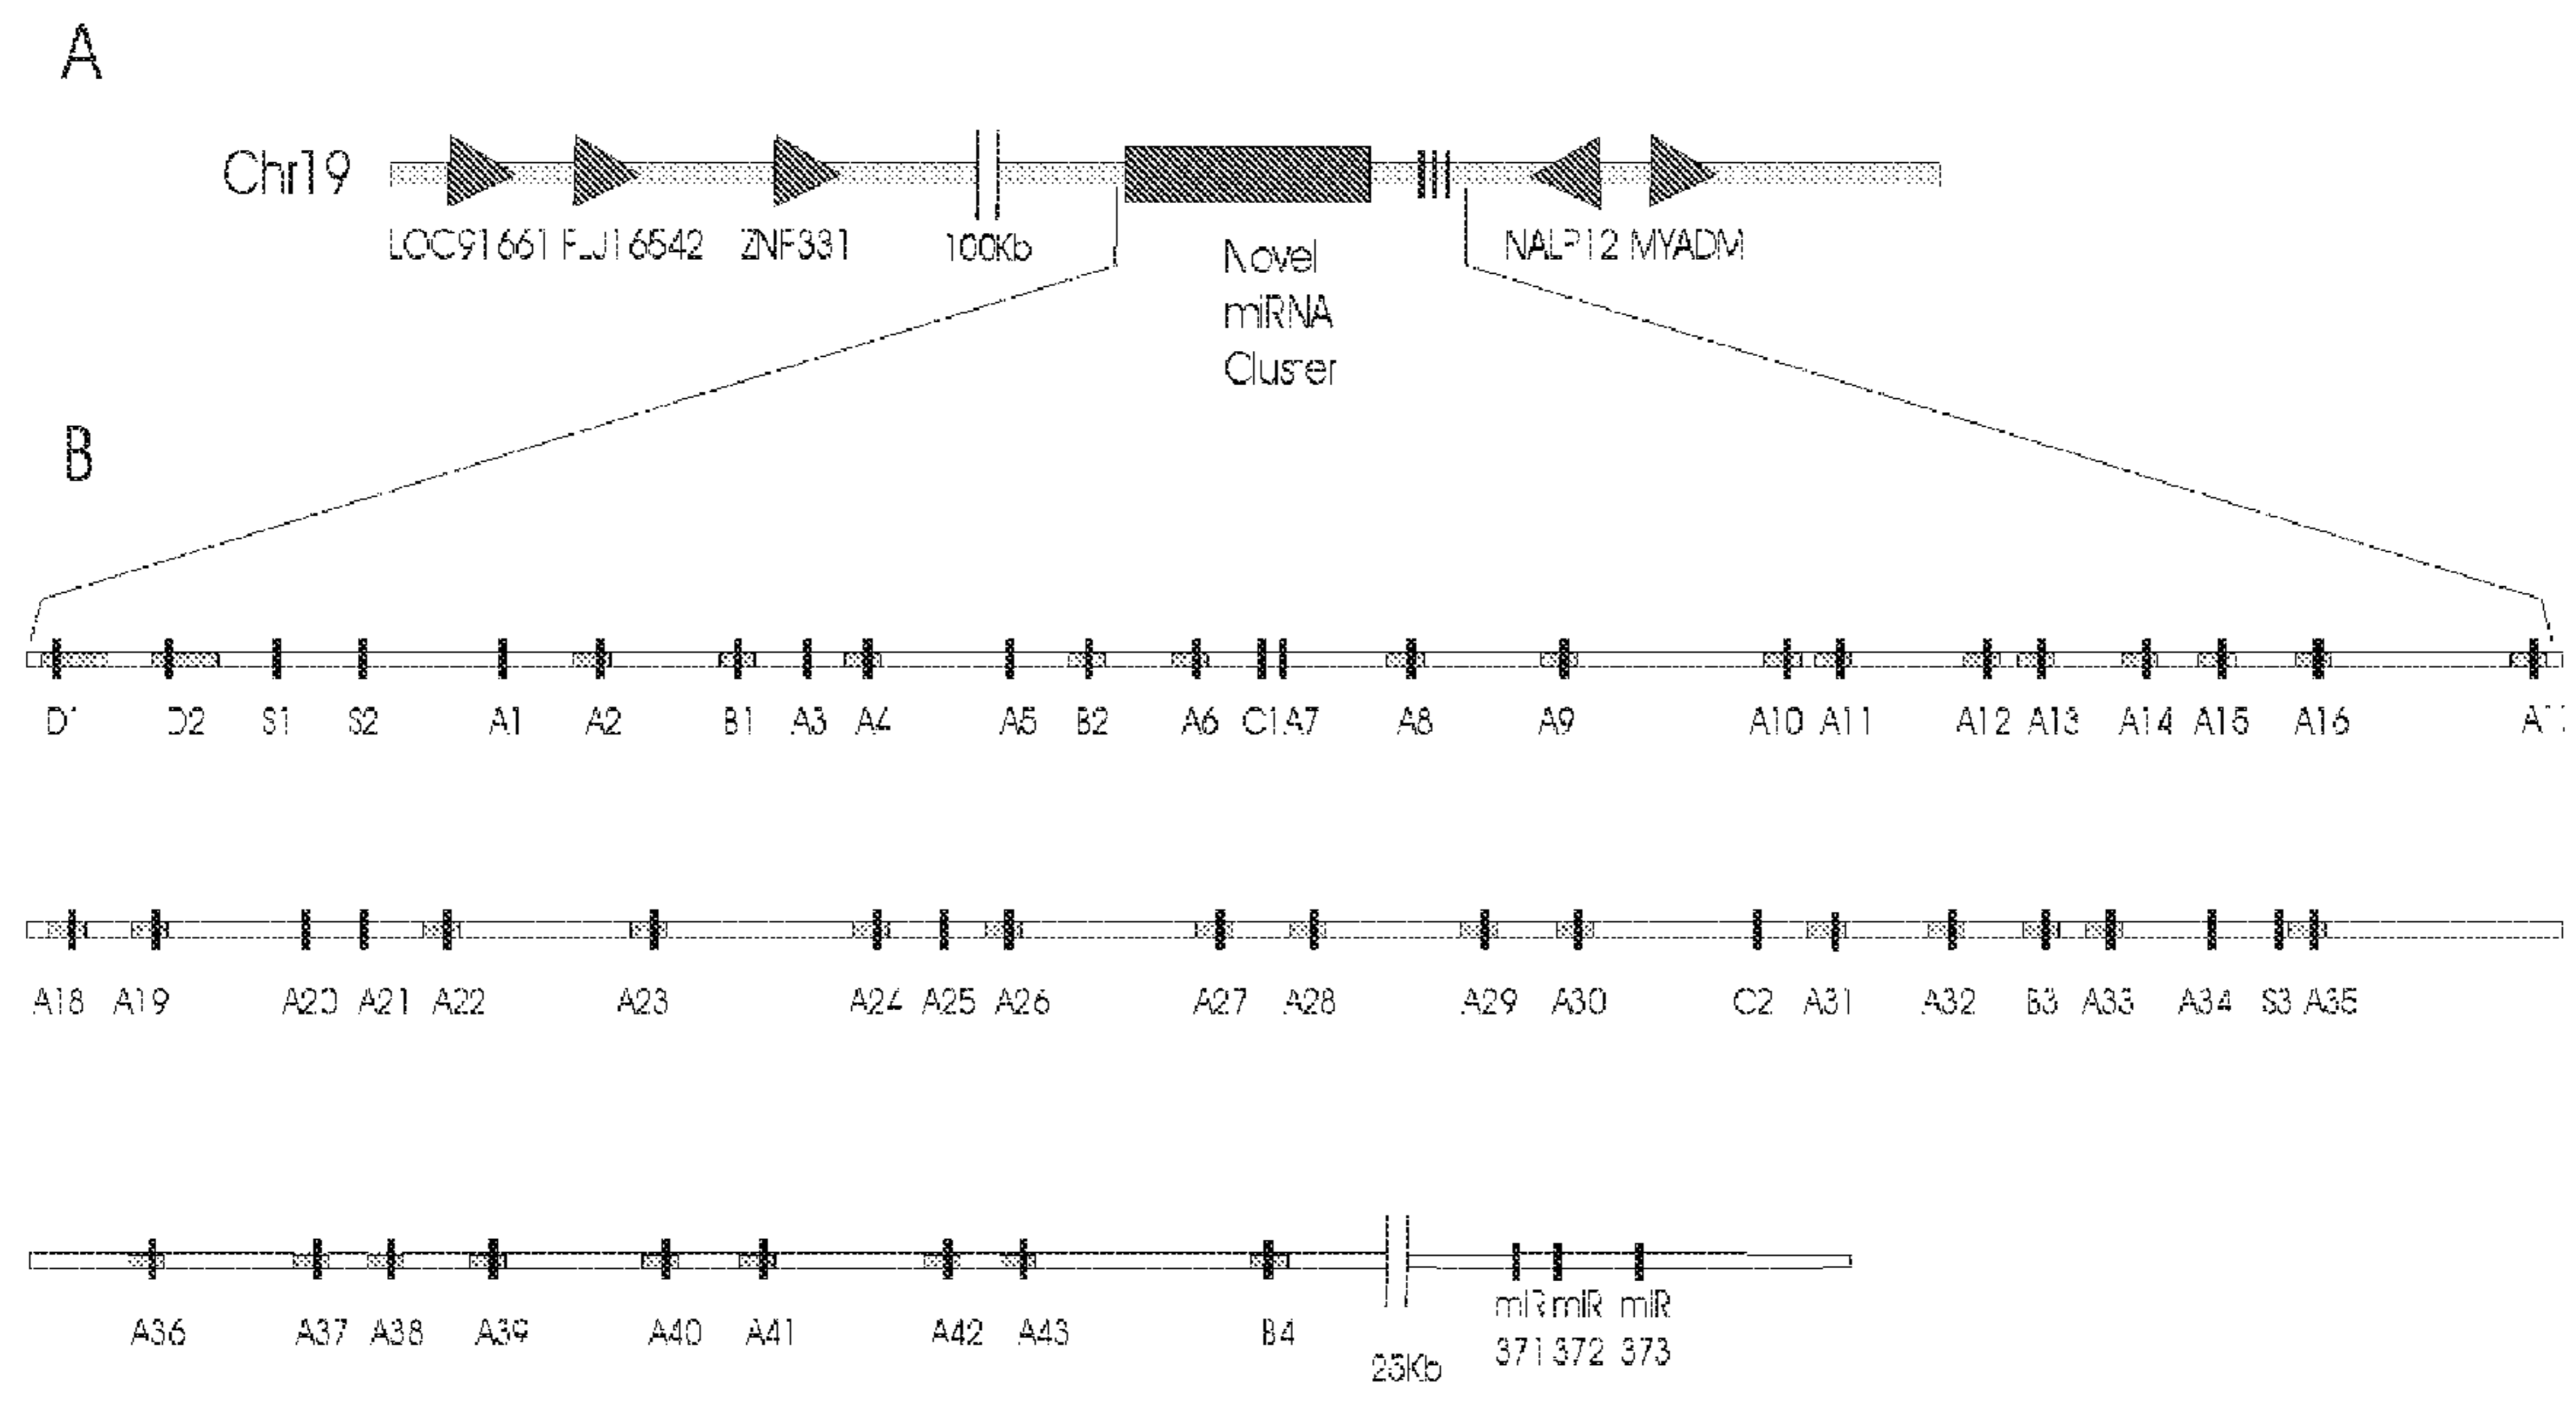 A
Chr19
LOC91661 FLJ16542 ZNF331 100Kb NALP12 MYADM
Novel
miRNA
Cluster
B
D1 D2 S1 S2 A1 A2 B1 A3 A4 A5 B2 A6 C1 A7 A8 A9 A10 A11 A12 A13 A14 A15 A16
A18 A19 A20 A21 A22 A23 A24 A25 A26 A27 A28 A29 A30 C2 A31 A32 B3 A33 A34 S3 A35
A36 A37 A38 A39 A40 A41 A42 A43 B4
miR miR miR
371 372 373
25Kb